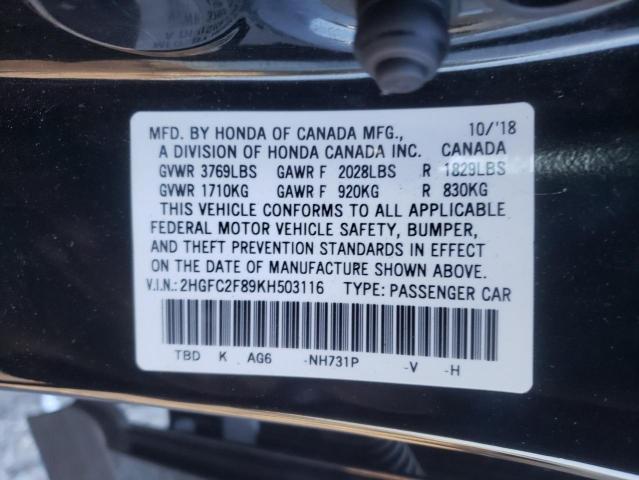 MFD. BY HONDA OF CANADA MFG., 10/'18
A DIVISION OF HONDA CANADA INC. CANADA
GVWR 3769LBS GAWR F 2028LBS R 1829LBS
GVWR 1710KG GAWR F 920KG R 830KG
THIS VEHICLE CONFORMS TO ALL APPLICABLE
FEDERAL MOTOR VEHICLE SAFETY, BUMPER,
AND THEFT PREVENTION STANDARDS IN EFFECT
ON THE DATE OF MANUFACTURE SHOWN ABOVE.
V.I.N.:2HGFC2F89KH503116 TYPE:PASSENGER CAR
TBD K AG6 -NH731P -V -H